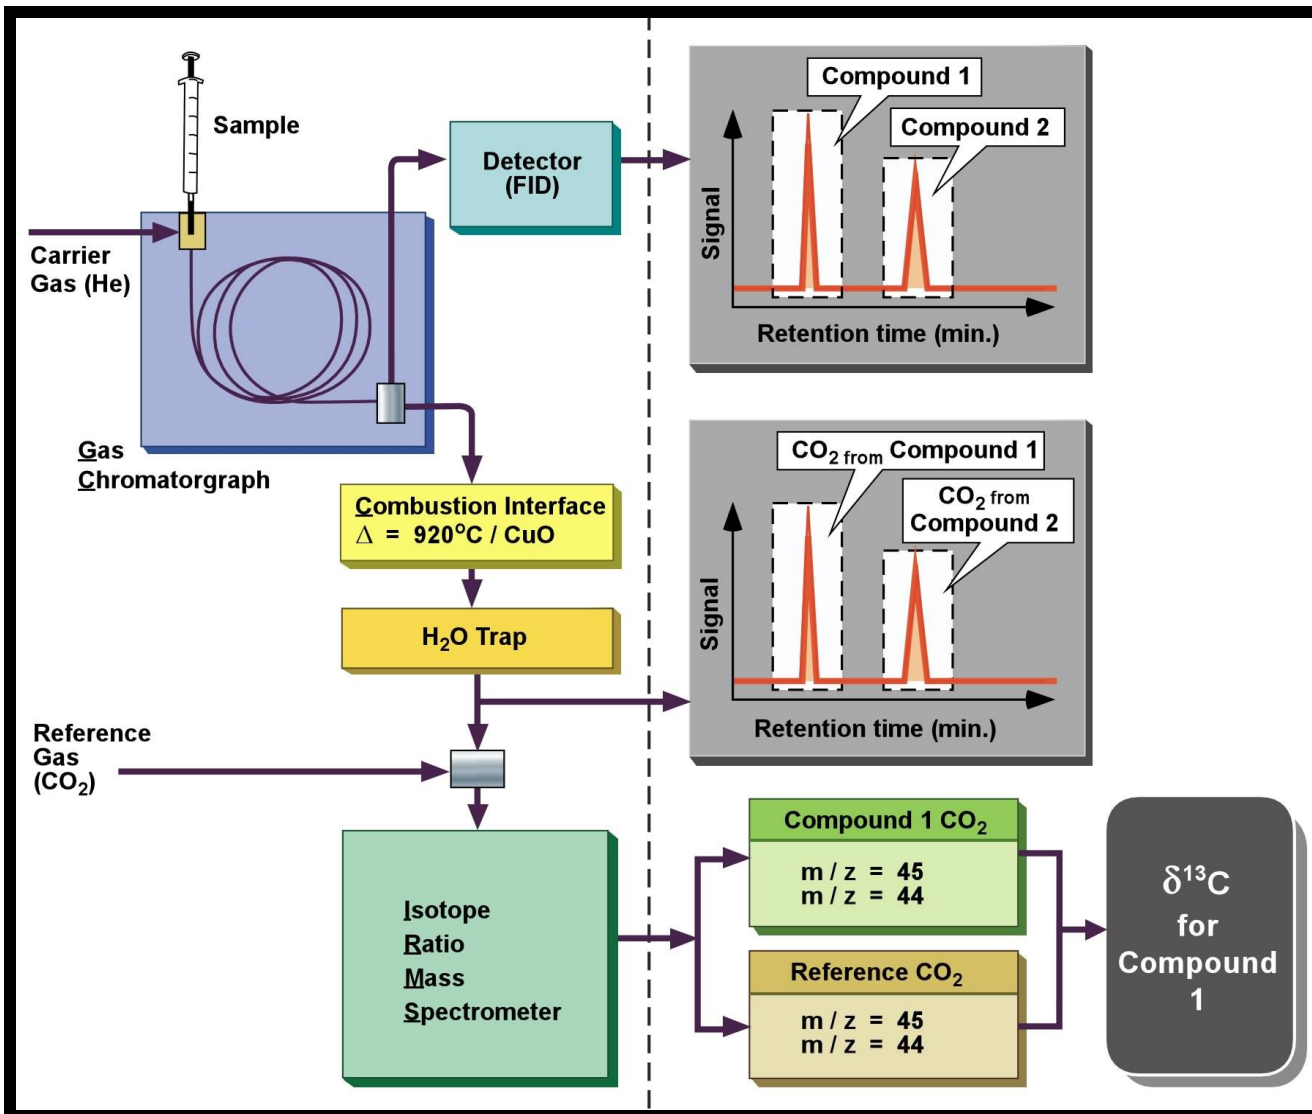 Sample
Carrier
Gas (He)
Gas
Chromatorgraph
Detector
(FID)
Combustion Interface
Δ = 920°C / CuO
H₂O Trap
Reference
Gas
(CO₂)
Isotope
Ratio
Mass
Spectrometer
Compound 1
Compound 2
Signal
Retention time (min.)
CO₂ from Compound 1
CO₂ from
Compound 2
Signal
Retention time (min.)
Compound 1 CO₂
m / z = 45
m / z = 44
Reference CO₂
m / z = 45
m / z = 44
δ¹³C
for
Compound
1